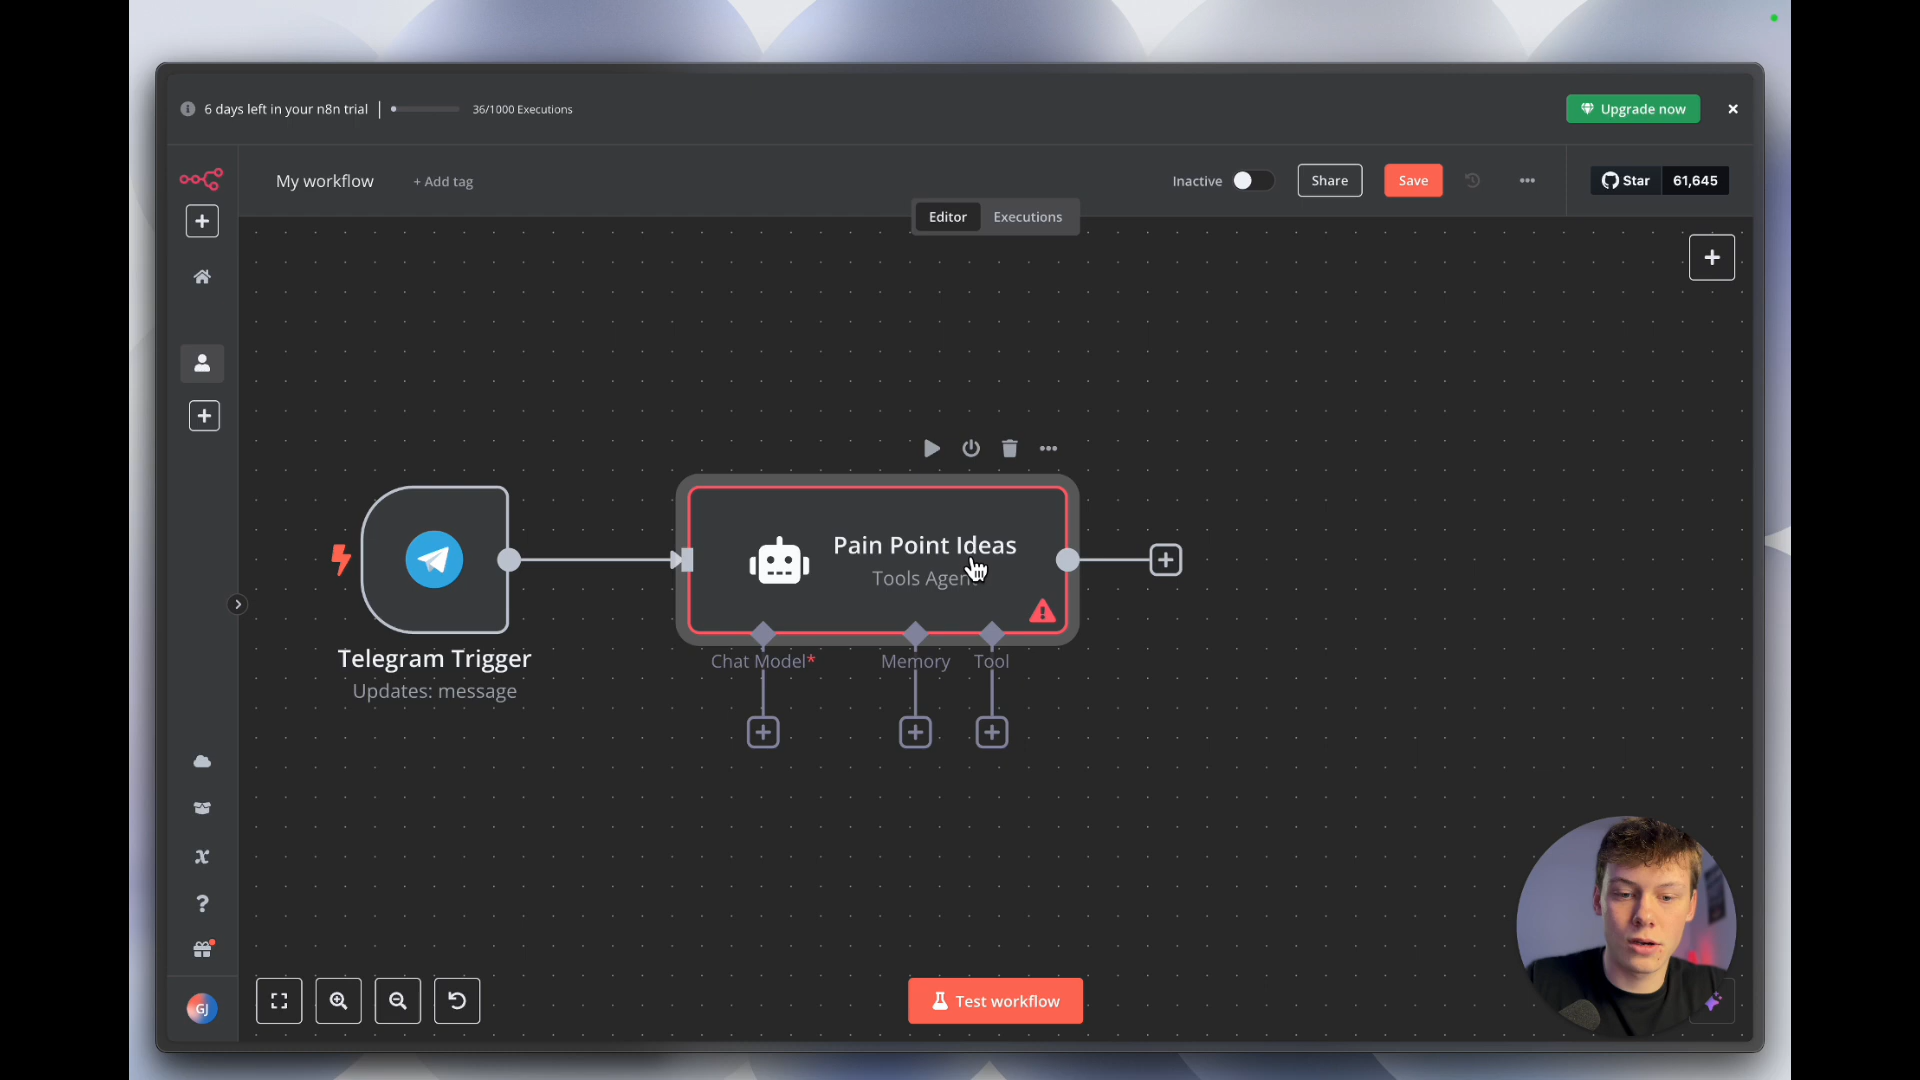 6 days left in your n8n trial
36/1000 Executions
Upgrade now
My workflow
+ Add tag
Inactive
Share
Save
Star
61,645
Editor
Executions
Pain Point Ideas
Tools Agent
Chat Model*
Memory
Tool
Telegram Trigger
Updates: message
GJ
Test workflow